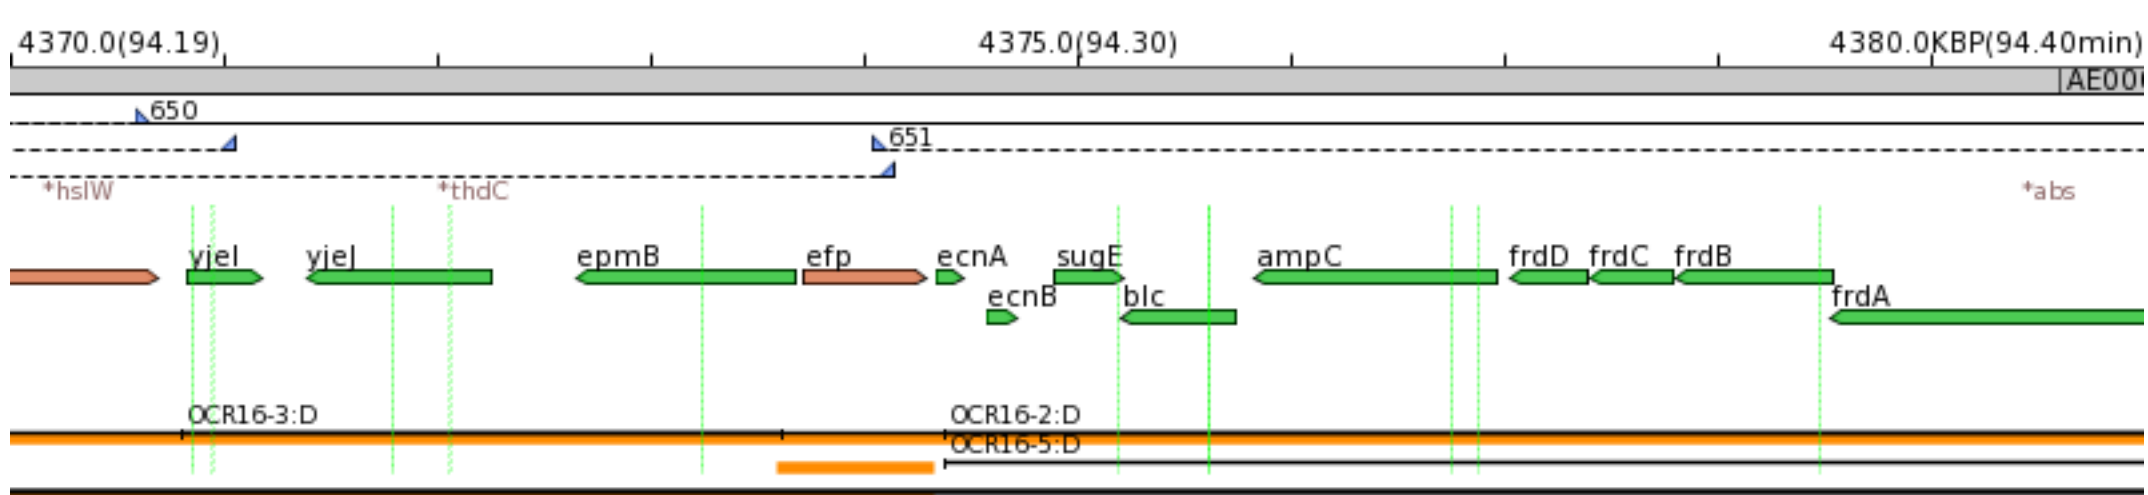 4370.0(94.19) 4375.0(94.30) 4380.0KBP(94.40min)
AE00
650
651
*hslW *thdC *abs
yjeI yjeJ epmB efp ecnA sugE ampC frdD frdC frdB
ecnB blc frdA
OCR16-3:D OCR16-2:D
OCR16-5:D